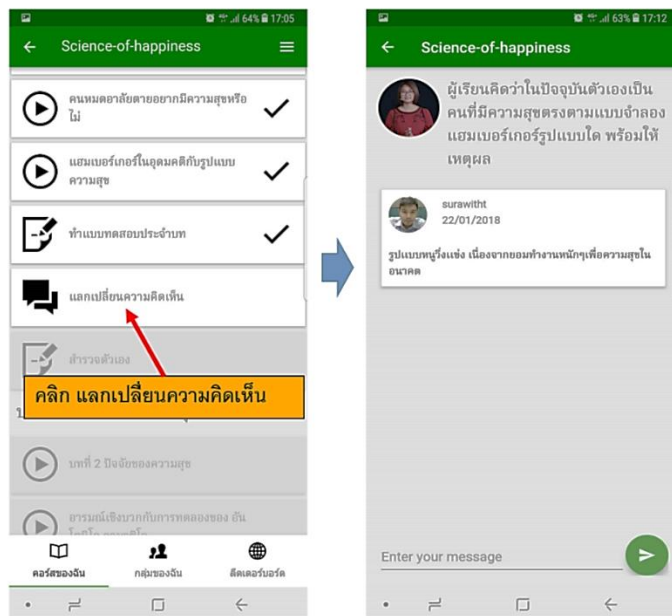 64% 17:05
Science-of-happiness
คนหมดอาลัยตายอยากมีความสุขหรือ
ไม่
แฮมเบอร์เกอร์ในอุดมคติกับรูปแบบ
ความสุข
ทำแบบทดสอบประจำบท
แลกเปลี่ยนความคิดเห็น
สำรวจตัวเอง
คลิก แลกเปลี่ยนความคิดเห็น
บทที่ 2 ปัจจัยของความสุข
อารมณ์เชิงบวกกับการทดลองของ อัน
คอร์สของฉัน
กลุ่มของฉัน
ลีดเดอร์บอร์ด
63% 17:12
Science-of-happiness
ผู้เรียนคิดว่าในปัจจุบันตัวเองเป็น
คนที่มีความสุขตรงตามแบบจำลอง
แฮมเบอร์เกอร์รูปแบบใด พร้อมให้
เหตุผล
surawitht
22/01/2018
รูปแบบหนูวิ่งแข่ง เนื่องจากยอมทำงานหนักๆเพื่อความสุขใน
อนาคต
Enter your message